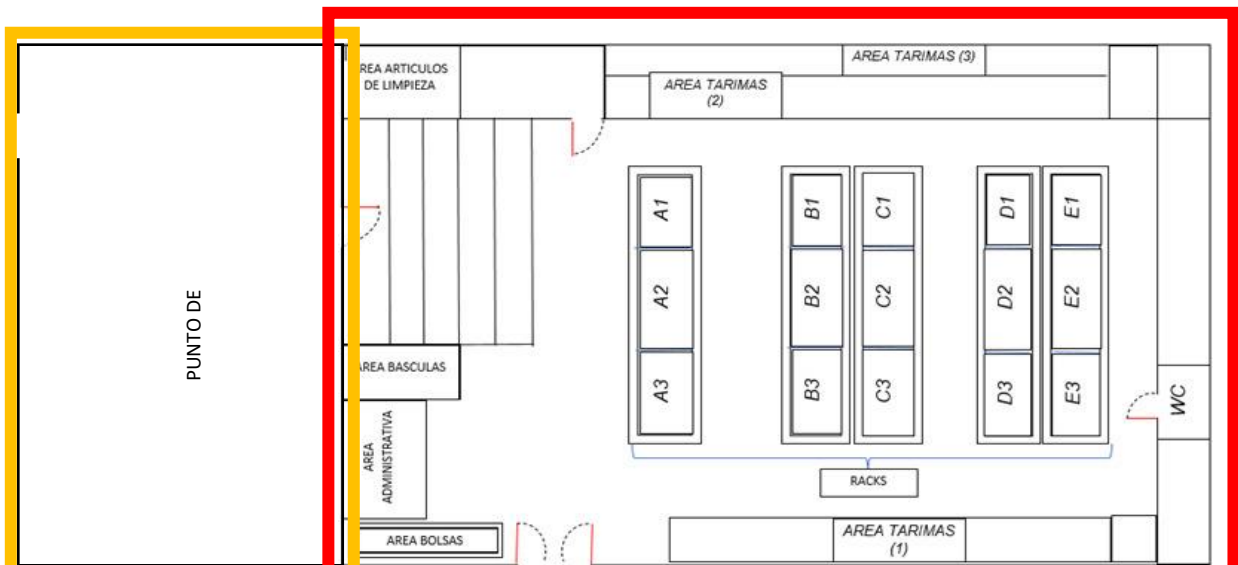 AREA ARTICULOS
DE LIMPIEZA
AREA TARIMAS (3)
AREA TARIMAS
(2)
PUNTO DE
A1
B1
C1
D1
E1
A2
B2
C2
D2
E2
A3
B3
C3
D3
E3
AREA BASCULAS
WC
AREA
ADMINISTRATIVA
RACKS
AREA BOLSAS
AREA TARIMAS
(1)